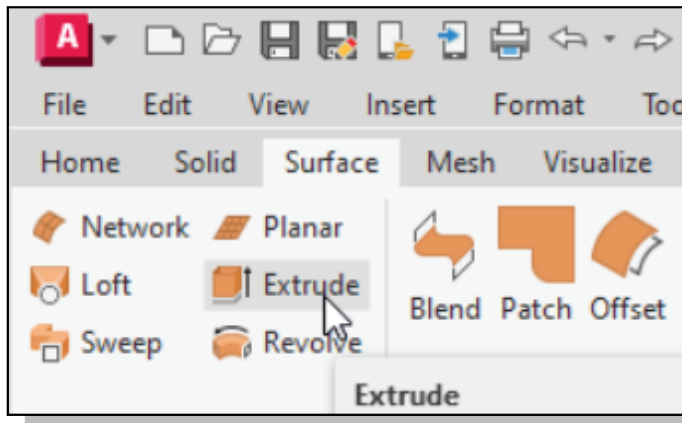 A
File Edit View Insert Format Too
Home Solid Surface Mesh Visualize
Network Planar
Loft Extrude
Sweep Revolve
Blend Patch Offset
Extrude